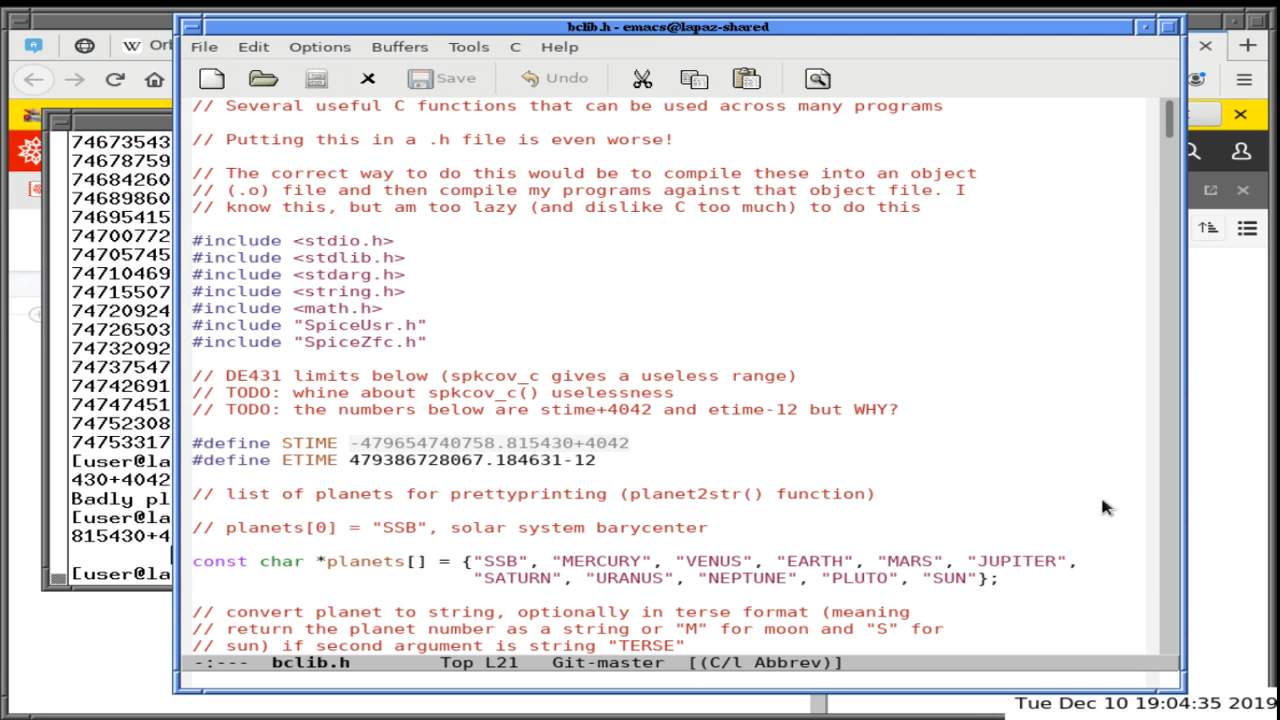 bclib.h - emacs@lapaz-shared
File Edit Options Buffers Tools C Help
Save Undo
W Orb
// Several useful C functions that can be used across many programs
// Putting this in a .h file is even worse!
// The correct way to do this would be to compile these into an object
// (.o) file and then compile my programs against that object file. I
// know this, but am too lazy (and dislike C too much) to do this
#include <stdio.h>
#include <stdlib.h>
#include <stdarg.h>
#include <string.h>
#include <math.h>
#include "SpiceUsr.h"
#include "SpiceZfc.h"
// DE431 limits below (spkcov_c gives a useless range)
// TODO: whine about spkcov_c() uselessness
// TODO: the numbers below are stime+4042 and etime-12 but WHY?
#define STIME -479654740758.815430+4042
#define ETIME 479386728067.184631-12
// list of planets for prettyprinting (planet2str() function)
// planets[0] = "SSB", solar system barycenter
const char *planets[] = {"SSB", "MERCURY", "VENUS", "EARTH", "MARS", "JUPITER",
"SATURN", "URANUS", "NEPTUNE", "PLUTO", "SUN"};
// convert planet to string, optionally in terse format (meaning
// return the planet number as a string or "M" for moon and "S" for
// sun) if second argument is string "TERSE"
-:--- bclib.h Top L21 Git-master [(C/l Abbrev)]
74673543
74678759
74684260
74689860
74695415
74700772
74705745
74710469
74715507
74720924
74726503
74732092
74737547
74742691
74747451
74752308
74753317
[user@la
430+4042
Badly pl
[user@la
815430+4
[user@la
Tue Dec 10 19:04:35 2019